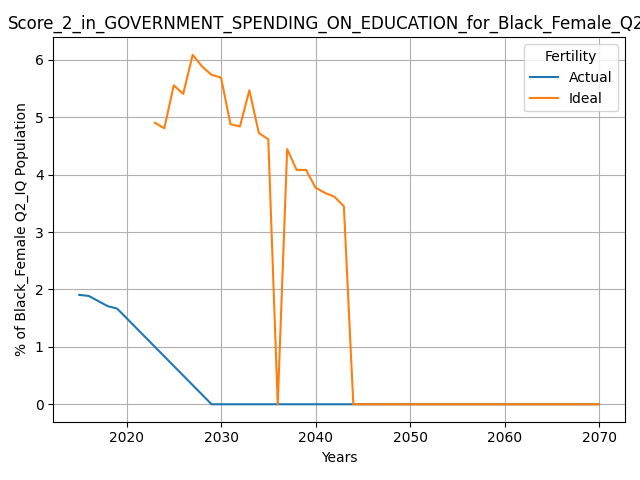 Score_2_in_GOVERNMENT_SPENDING_ON_EDUCATION_for_Black_Female_Q2
Fertility
Actual
Ideal
% of Black_Female Q2_IQ Population
6
5
4
3
2
1
0
2020 2030 2040 2050 2060 2070
Years